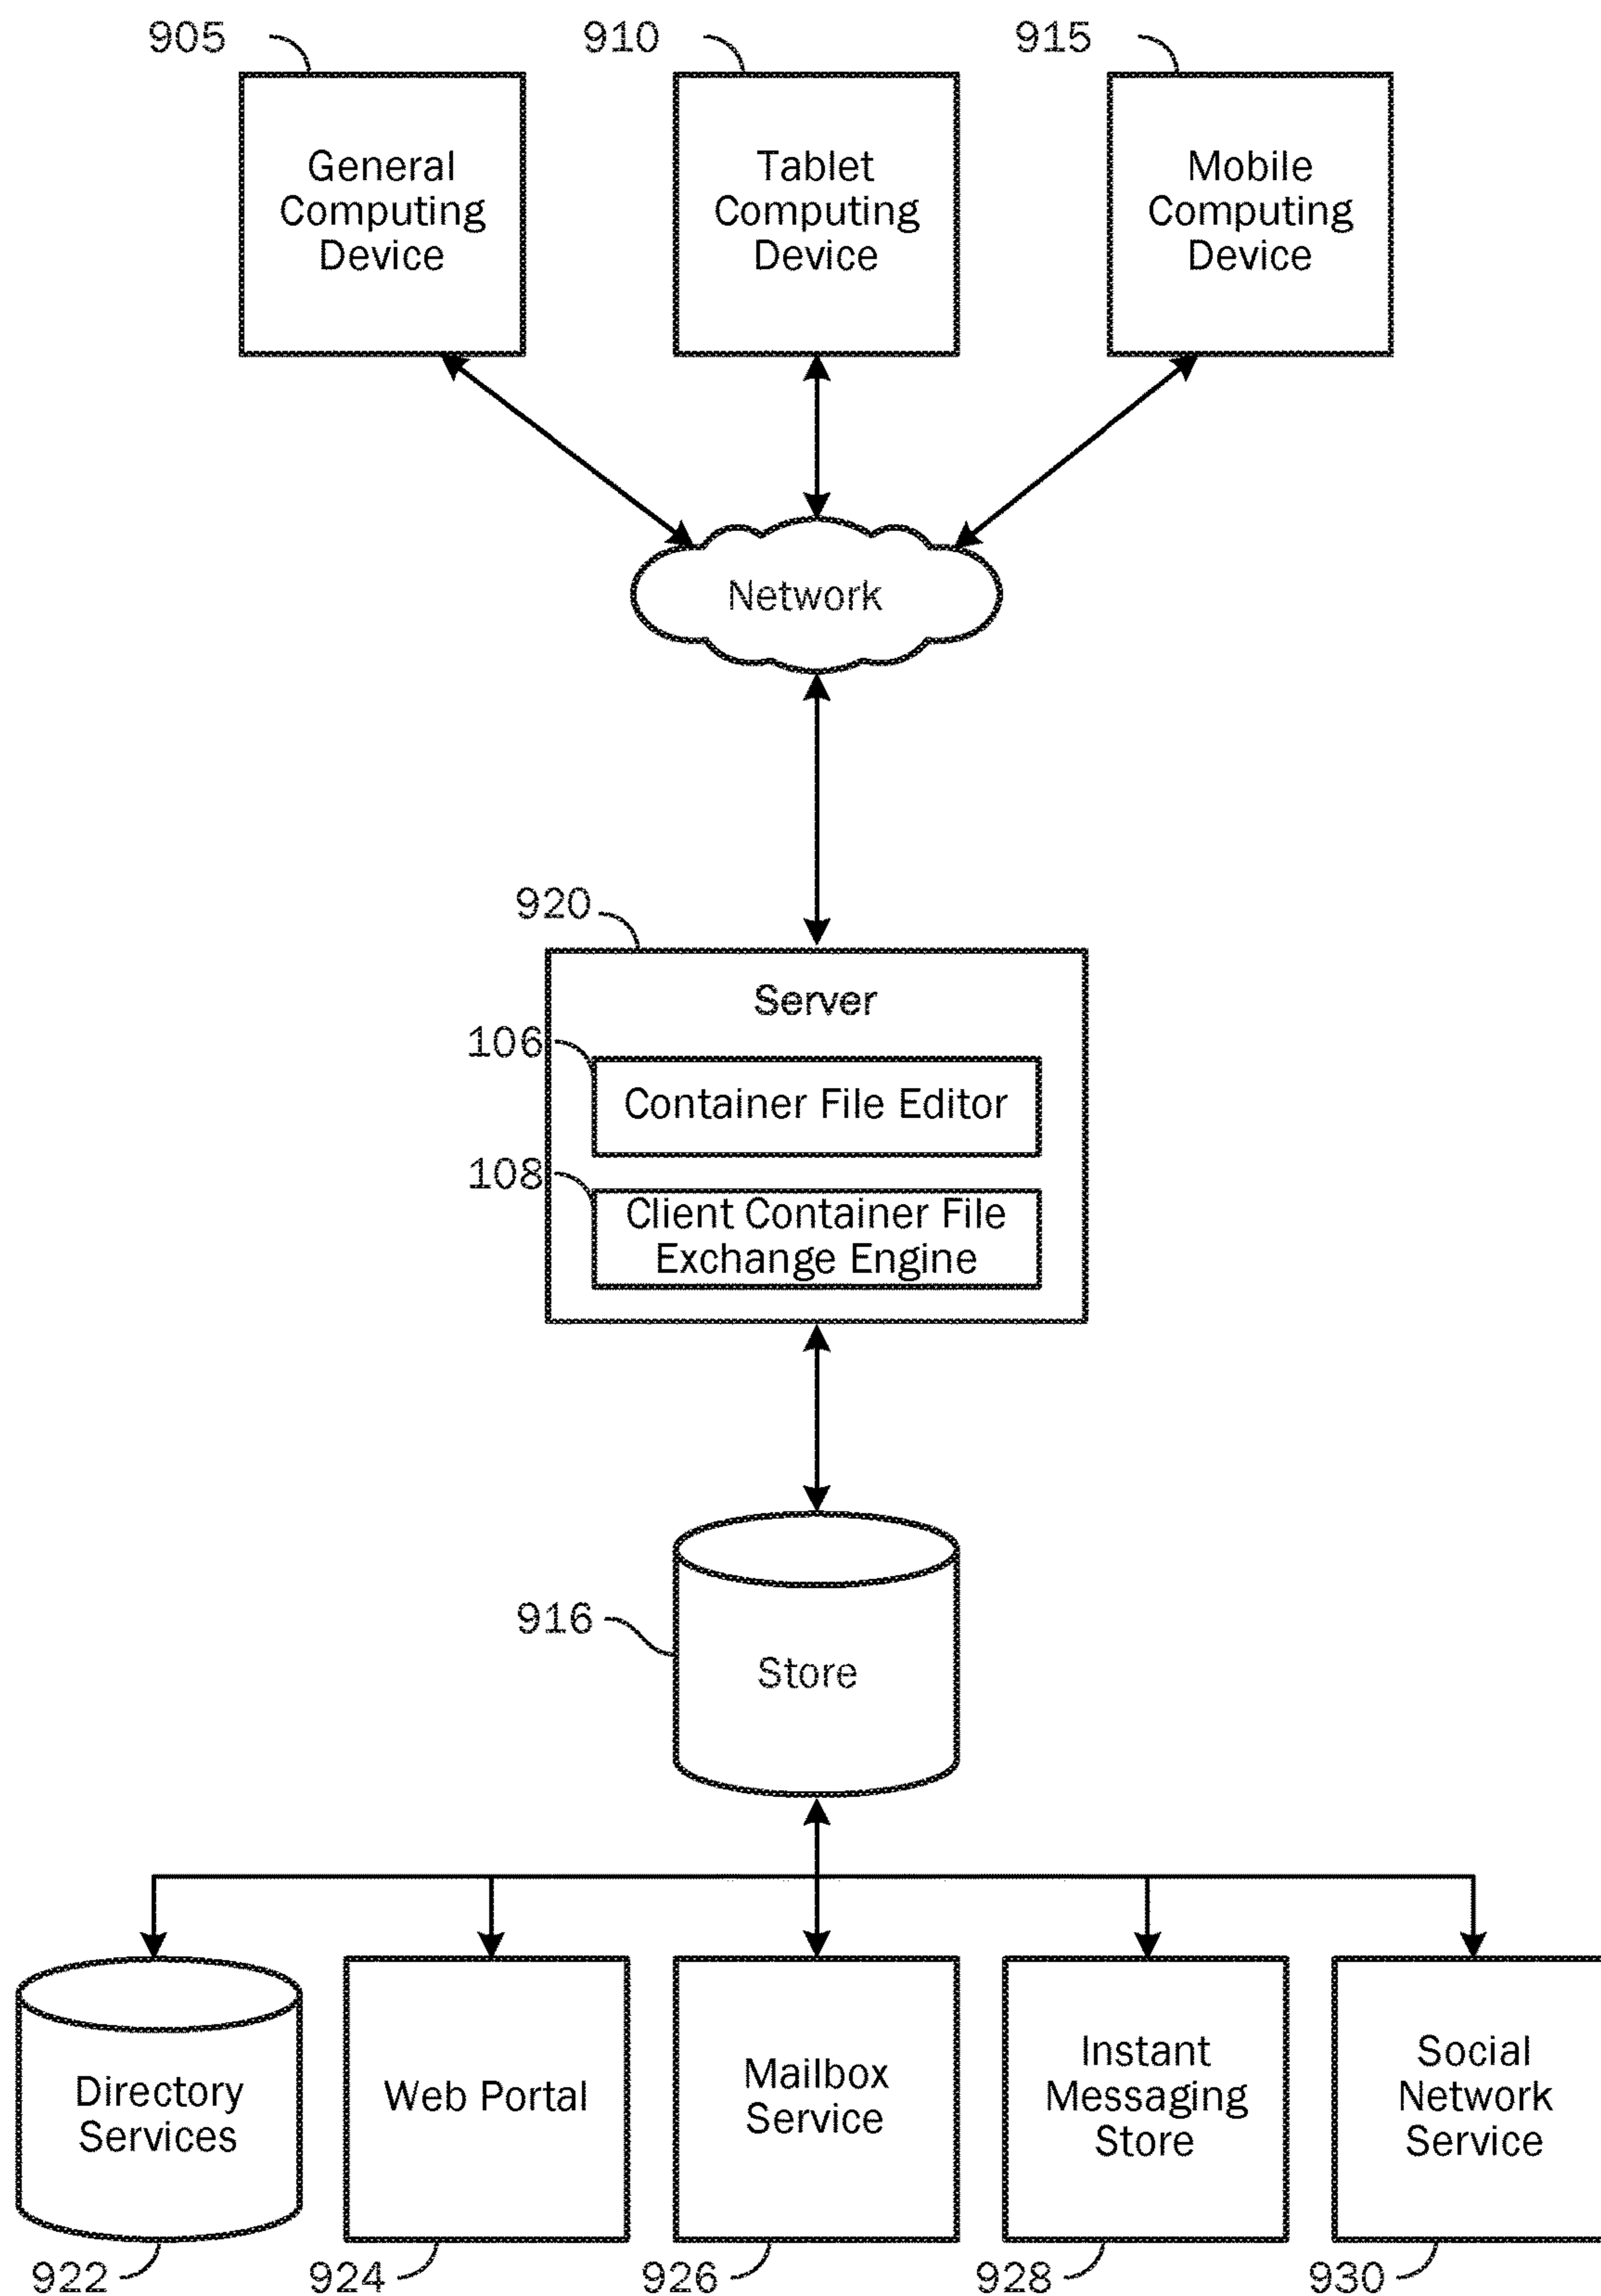 905
910
915
General
Computing
Device
Tablet
Computing
Device
Mobile
Computing
Device
Network
920
Server
106
Container File Editor
108
Client Container File
Exchange Engine
916
Store
Directory
Services
Web Portal
Mailbox
Service
Instant
Messaging
Store
Social
Network
Service
922
924
926
928
930